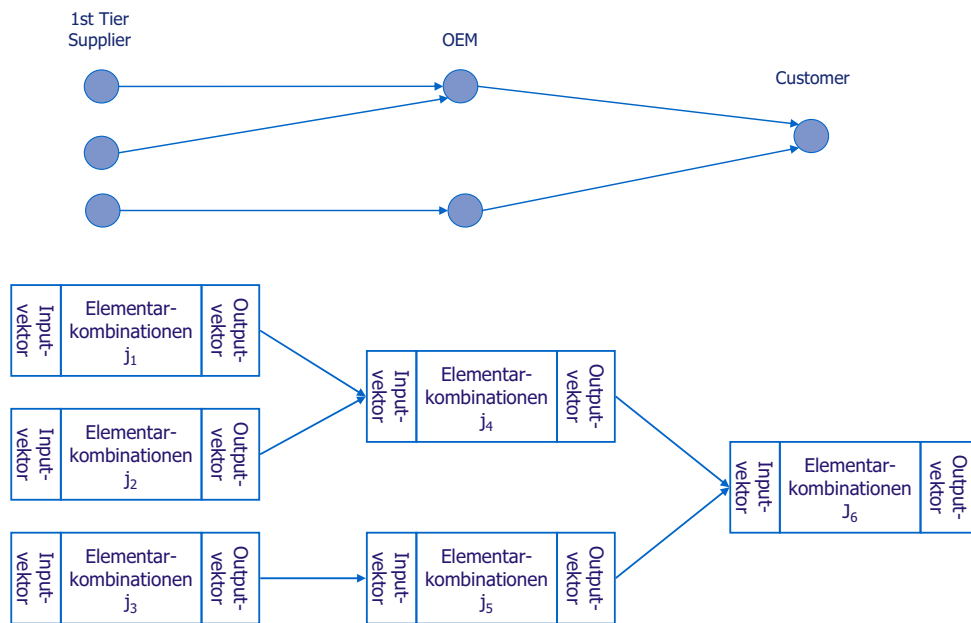 1st Tier
Supplier
OEM
Customer
Input-
vektor
Elementar-
kombinationen
j1
Output-
vektor
Input-
vektor
Elementar-
kombinationen
j2
Output-
vektor
Input-
vektor
Elementar-
kombinationen
j3
Output-
vektor
Input-
vektor
Elementar-
kombinationen
j4
Output-
vektor
Input-
vektor
Elementar-
kombinationen
j5
Output-
vektor
Input-
vektor
Elementar-
kombinationen
J6
Output-
vektor